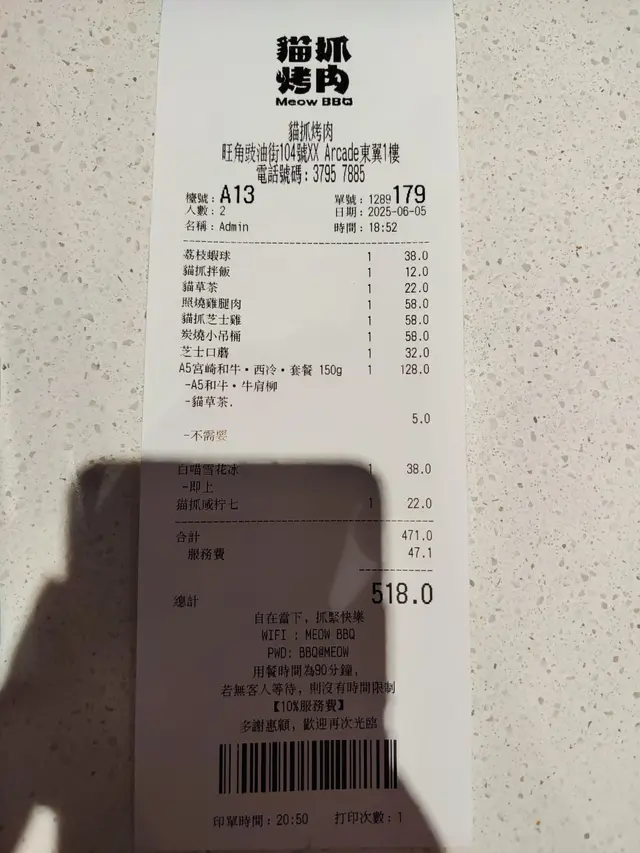 貓抓
烤肉
Meow BBQ
貓抓烤肉
旺角豉油街104號XX Arcade東翼1樓
電話號碼：3795 7885
檯號：A13 單號：1289179
人數：2 日期：2025-06-05
名稱：Admin 時間：18:52
荔枝蝦球 1 38.0
貓抓拌飯 1 12.0
貓草茶 1 22.0
照燒雞腿肉 1 58.0
貓抓芝士雞 1 58.0
炭燒小吊桶 1 58.0
芝士口蘑 1 32.0
A5宮崎和牛·西冷·套餐 150g 1 128.0
-A5和牛·牛肩柳
-貓草茶.
5.0
-不需要
白喵雪花冰 1 38.0
-即上
貓抓咸柠七 1 22.0
合計 471.0
服務費 47.1
總計 518.0
自在當下，抓緊快樂
WIFI : MEOW BBQ
PWD: BBQ@MEOW
用餐時間為90分鐘，
若無客人等待，則沒有時間限制
【10%服務費】
多謝惠顧，歡迎再次光臨
印單時間：20:50 打印次數：1